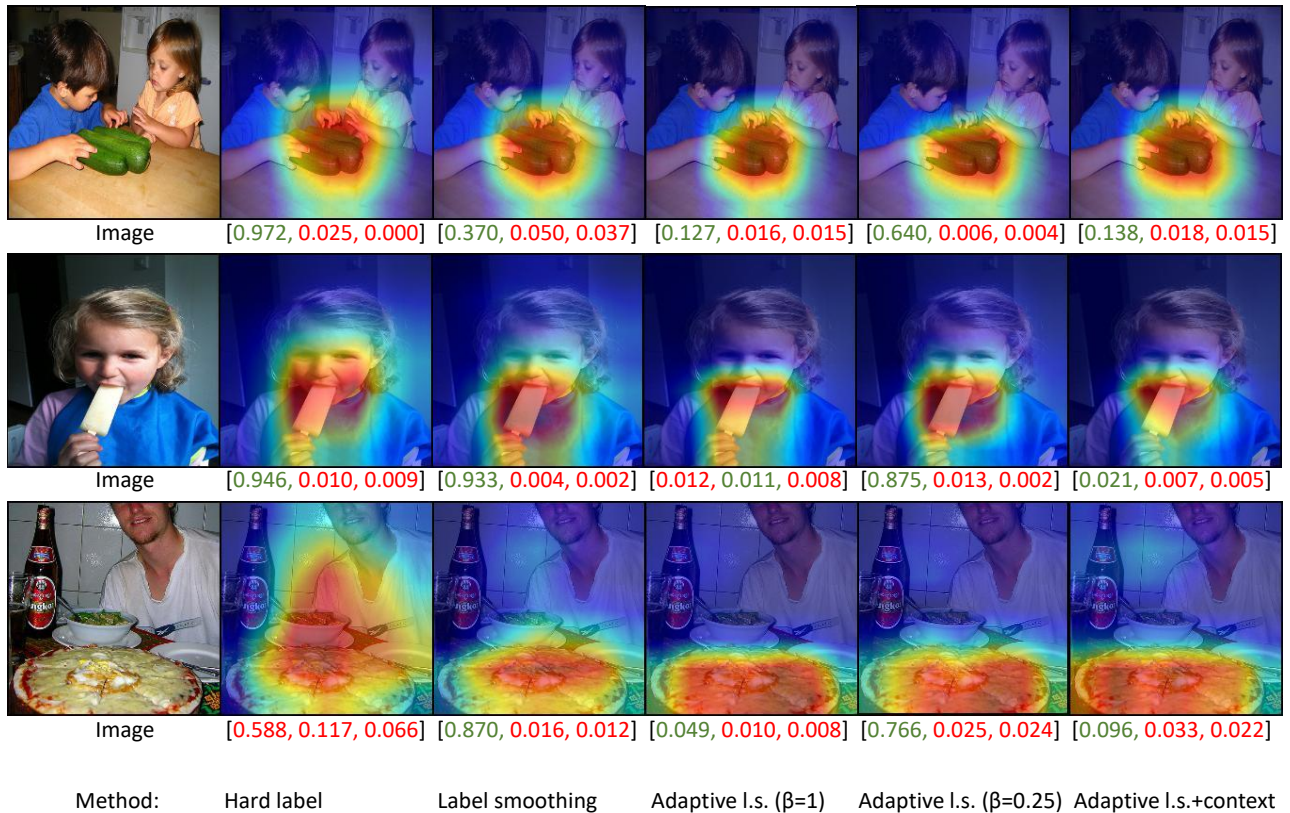 Image [0.972, 0.025, 0.000] [0.370, 0.050, 0.037] [0.127, 0.016, 0.015] [0.640, 0.006, 0.004] [0.138, 0.018, 0.015]
Image [0.946, 0.010, 0.009] [0.933, 0.004, 0.002] [0.012, 0.011, 0.008] [0.875, 0.013, 0.002] [0.021, 0.007, 0.005]
Image [0.588, 0.117, 0.066] [0.870, 0.016, 0.012] [0.049, 0.010, 0.008] [0.766, 0.025, 0.024] [0.096, 0.033, 0.022]
Method: Hard label Label smoothing Adaptive l.s. (β=1) Adaptive l.s. (β=0.25) Adaptive l.s.+context